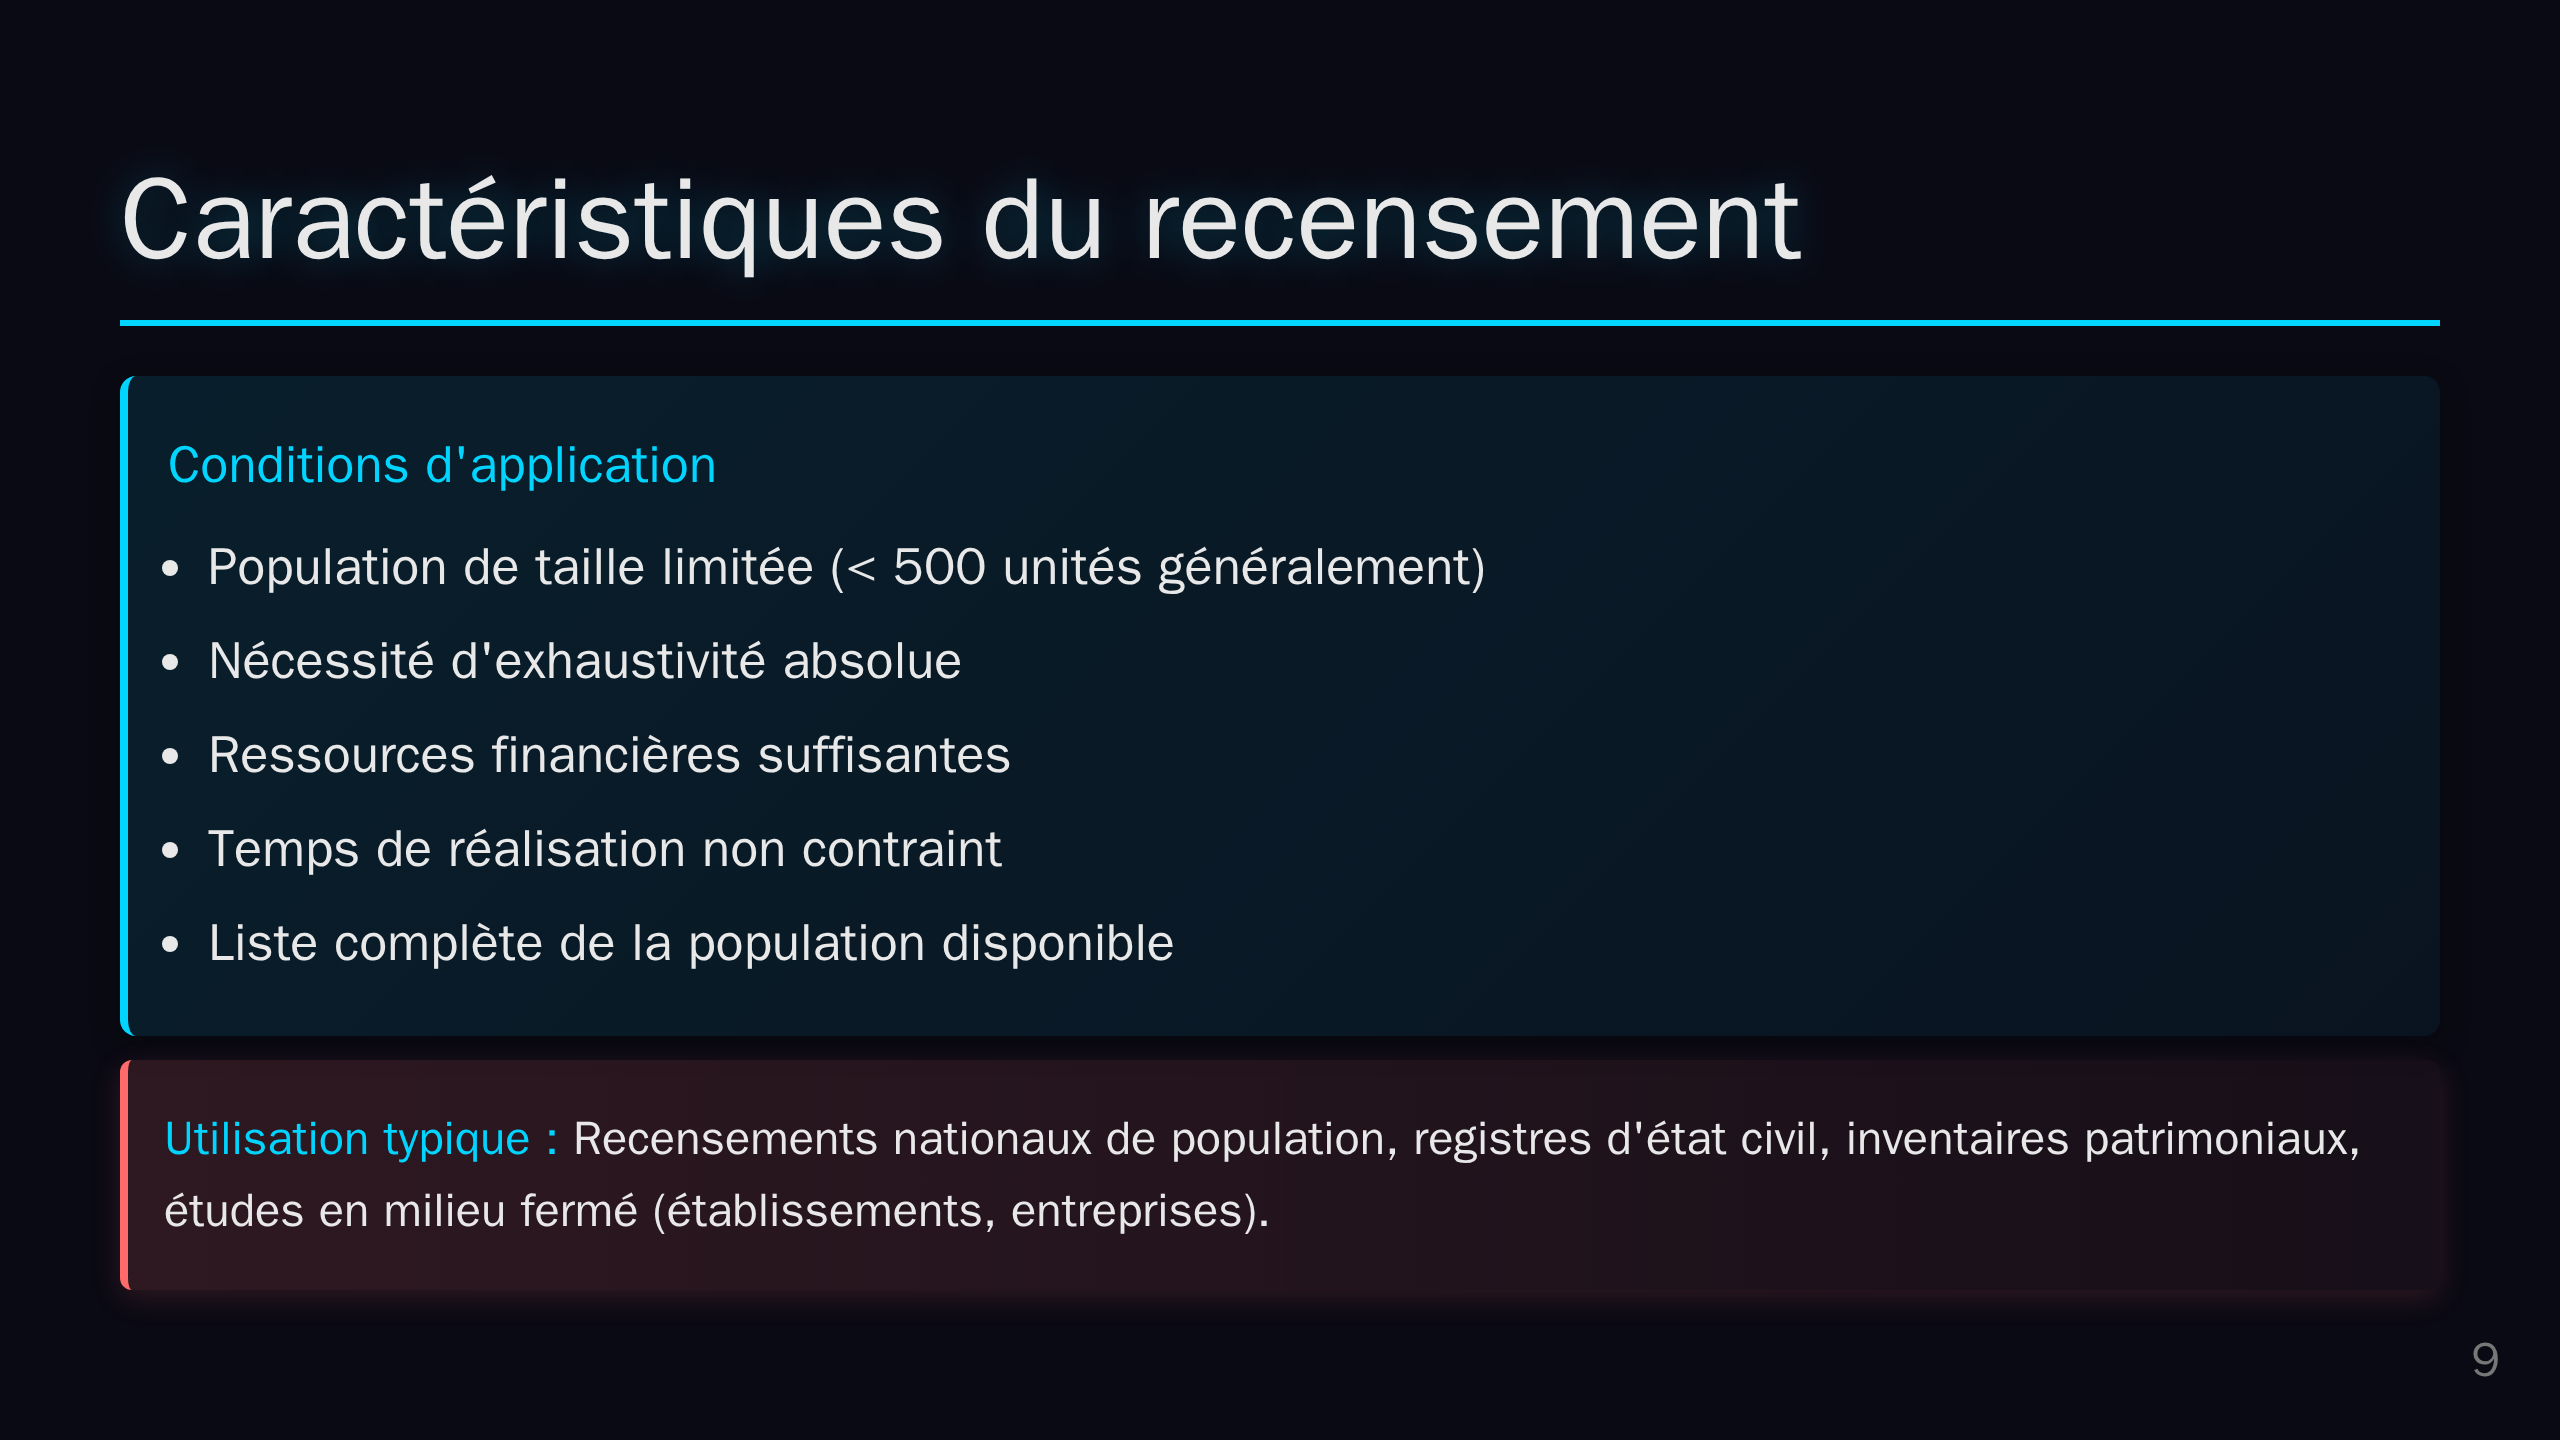 Caractéristiques du recensement
Conditions d'application
• Population de taille limitée (< 500 unités généralement)
• Nécessité d'exhaustivité absolue
• Ressources financières suffisantes
• Temps de réalisation non contraint
• Liste complète de la population disponible
Utilisation typique : Recensements nationaux de population, registres d'état civil, inventaires patrimoniaux,
études en milieu fermé (établissements, entreprises).
9